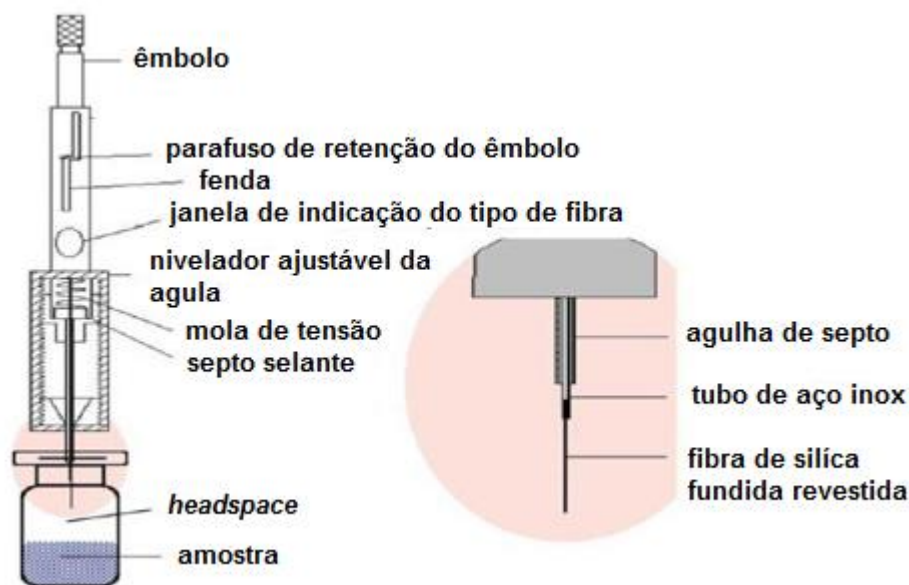 êmbolo
parafuso de retenção do êmbolo
fenda
janela de indicação do tipo de fibra
nivelador ajustável da
agula
mola de tensão
septo selante
headspace
amostra
agulha de septo
tubo de aço inox
fibra de silíca
fundida revestida